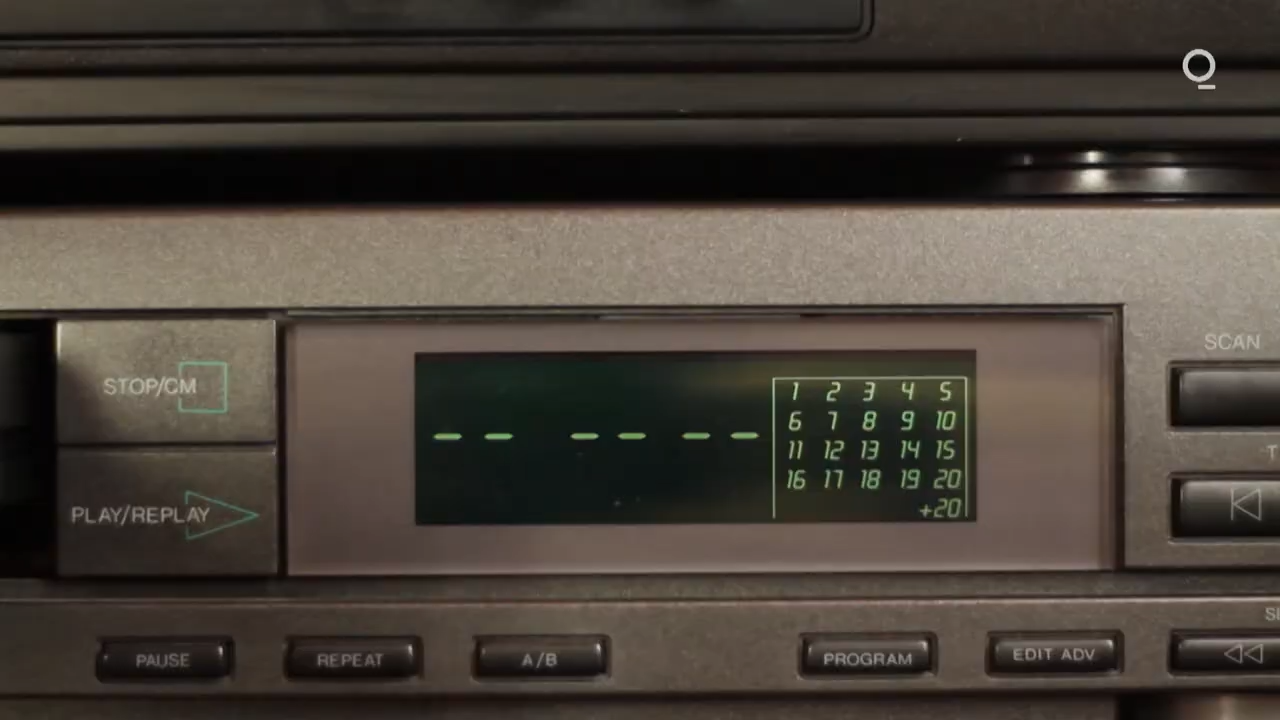 SCAN
STOP/CM
-- -- --
1 2 3 4 5
6 7 8 9 10
11 12 13 14 15
16 17 18 19 20
+20
PLAY/REPLAY
PAUSE
REPEAT
A/B
PROGRAM
EDIT ADV